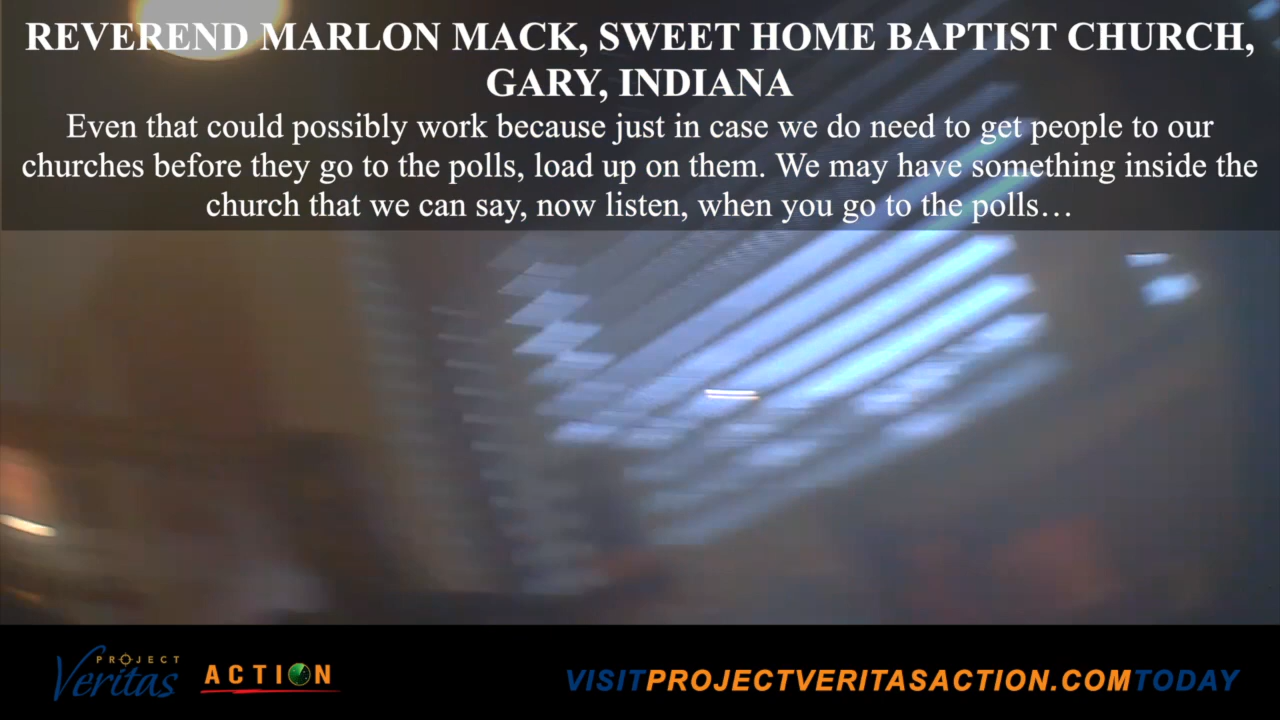 REVEREND MARLON MACK, SWEET HOME BAPTIST CHURCH,
GARY, INDIANA
Even that could possibly work because just in case we do need to get people to our
churches before they go to the polls, load up on them. We may have something inside the
church that we can say, now listen, when you go to the polls…
PROJECT
Veritas ACTION
VISITPROJECTVERITASACTION.COMTODAY